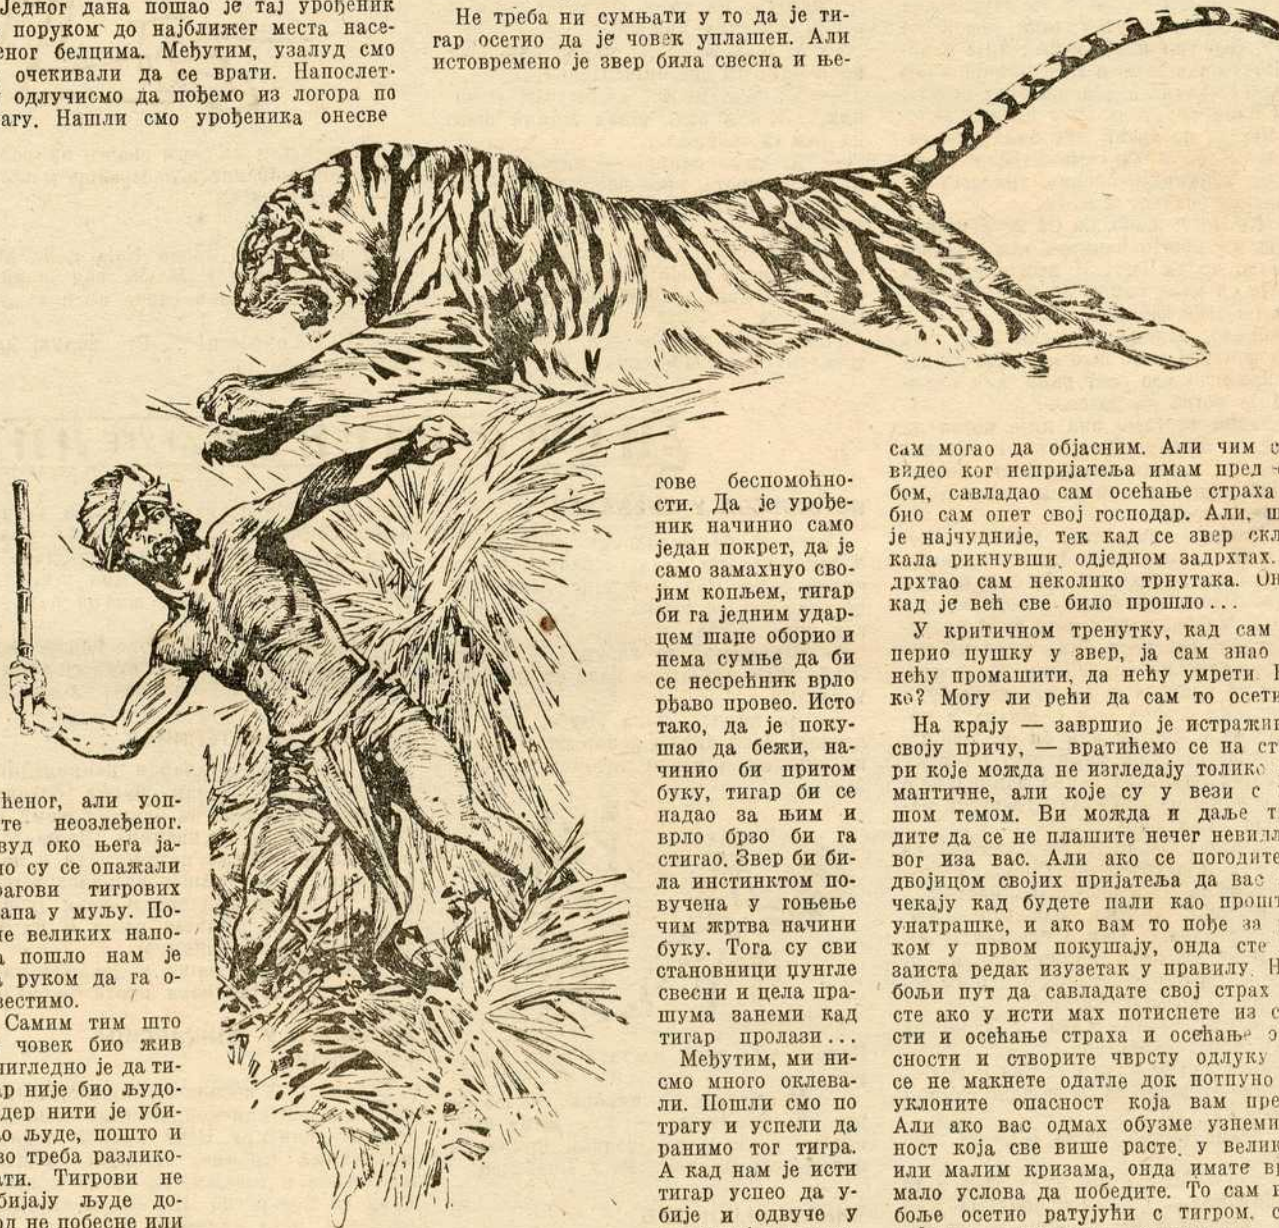 Једног дана пошао је тај урођеник
поруком до најближег места насе-
еног белцима. Међутим, узалуд смо
очекивали да се врати. Напослет-
одлучисмо да пођемо из логора по
агу. Нашли смо урођеника онесве
ћеног, али уоп-
те неозлеђеног.
вуд око њега ја-
но су се опажали
рагови тигрових
апа у муљу. По-
ле великих напо-
а пошло нам је
руком да га о-
вестимо.
Самим тим што
човек био жив
чигледно је да ти-
ар није био људо-
дер нити је уби-
о људе, пошто и
во треба разлико-
ати. Тигрови не
бијају људе до-
од не побесне или
Не треба ни сумњати у то да је ти-
гар осетио да је човек уплашен. Али
истовремено је звер била свесна и ње-
гове беспомоћно-
сти. Да је урође-
ник начинио само
један покрет, да је
само замахнуо сво-
јим копљем, тигар
би га једним удар-
цем шапе оборио и
нема сумње да би
се несрећник врло
рђаво провео. Исто
тако, да је поку-
шао да бежи, на-
чинио би притом
буку, тигар би се
надао за њим и
врло брзо би га
стигао. Звер би би-
ла инстинктом по-
вучена у гоњење
чим жртва начини
буку. Тога су сви
становници џунгле
свесни и цела пра-
шума занеми кад
тигар пролази...
Међутим, ми ни-
смо много оклева-
ли. Пошли смо по
трагу и успели да
ранимо тог тигра.
А кад нам је исти
тигар успео да у-
бије и одвуче у
сам могао да објасним. Али чим с
видео ког непријатеља имам пред
бом, савладао сам осећање страха
био сам опет свој господар. Али, ш
је најчудније, тек кад се звер скл
кала рикнувши, одједном задрхтах.
дрхтао сам неколико трнутака. Он
кад је већ све било прошло...
У критичном тренутку, кад сам
перио пушку у звер, ја сам знао
нећу промашити, да нећу умрети.
ко? Могу ли рећи да сам то осети
На крају — завршио је истражи
своју причу, — вратићемо се на ст
ри које можда не изгледају толико
мантичне, али које су у вези с
шом темом. Ви можда и даље т
дите да се не плашите нечег невидљ
вог иза вас. Али ако се погодите
двојицом својих пријатеља да вас
чекају кад будете пали као прошт
унатрашке, и ако вам то пође за
ком у првом покушају, онда сте
заиста редак изузетак у правилу. Н
бољи пут да савладате свој страх
сте ако у исти мах потиснете из с
сти и осећање страха и осећање о
сности и створите чврсту одлуку
се не макнете одатле док потпуно
уклоните опасност која вам пре
Али ако вас одмах обузме узнеми
ност која све више расте, у велик
или малим кризама, онда имате вр
мало услова да победите. То сам н
боље осетио ратујући с тигром. с